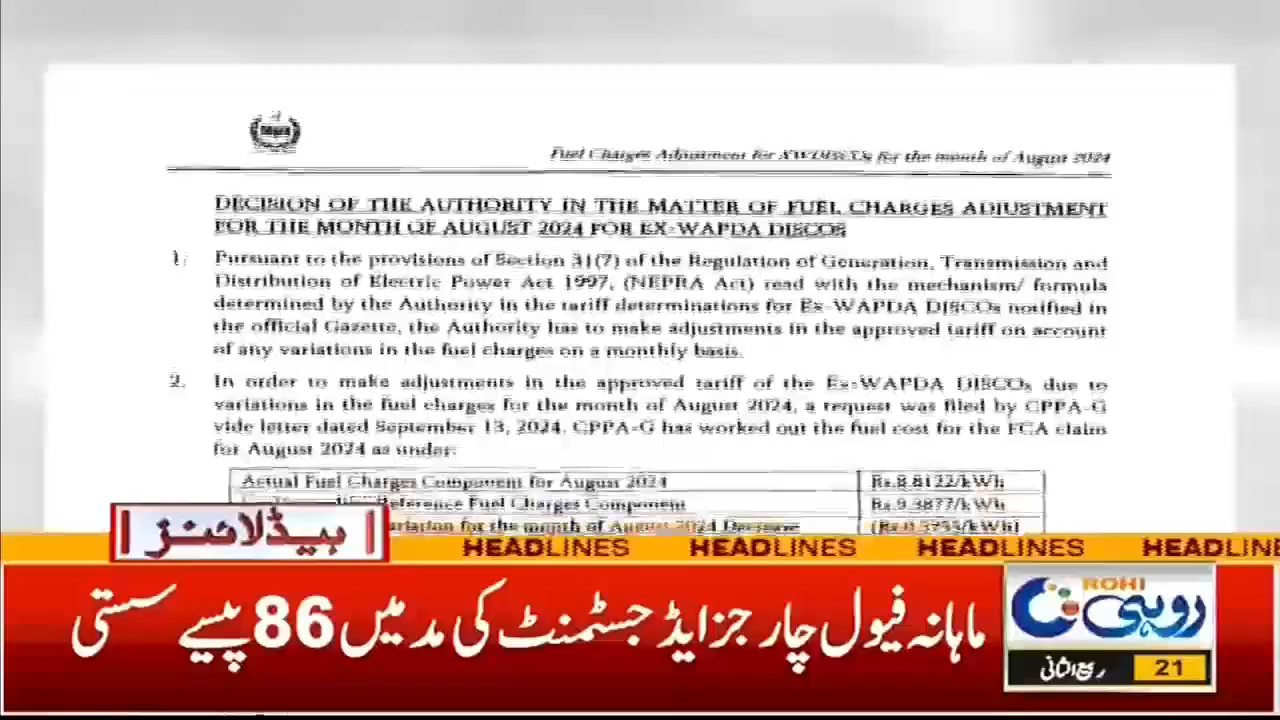 Fuel Charges Adjustment for XWDISCOs for the month of August 2024
DECISION OF THE AUTHORITY IN THE MATTER OF FUEL CHARGES ADJUSTMENT
FOR THE MONTH OF AUGUST 2024 FOR EX-WAPDA DISCOS
1. Pursuant to the provisions of Section 31(7) of the Regulation of Generation, Transmission and
Distribution of Electric Power Act 1997, (NEPRA Act) read with the mechanism/ formula
determined by the Authority in the tariff determinations for Ex-WAPDA DISCOs notified in
the official Gazette, the Authority has to make adjustments in the approved tariff on account
of any variations in the fuel charges on a monthly basis.
2. In order to make adjustments in the approved tariff of the Ex-WAPDA DISCOs due to
variations in the fuel charges for the month of August 2024, a request was filed by CPPA-G
vide letter dated September 13, 2024. CPPA-G has worked out the fuel cost for the FCA claim
for August 2024 as under:
Actual Fuel Charges Component for August 2024 Rs.8.8122/kWh
Reference Fuel Charges Component Rs.9.3877/kWh
for the month of August 2024 Decrease
ہیڈلائنز
HEADLINES HEADLINES HEADLINES HEADLIN
ماہانہ فیول چارجز ایڈجسٹمنٹ کی مد میں 86 پیسے سستی
ROHI
روہی
21 ربیع الثانی